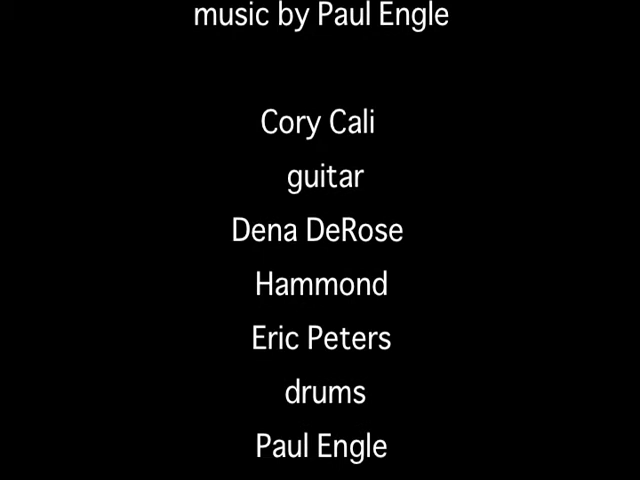 music by Paul Engle
Cory Cali
guitar
Dena DeRose
Hammond
Eric Peters
drums
Paul Engle